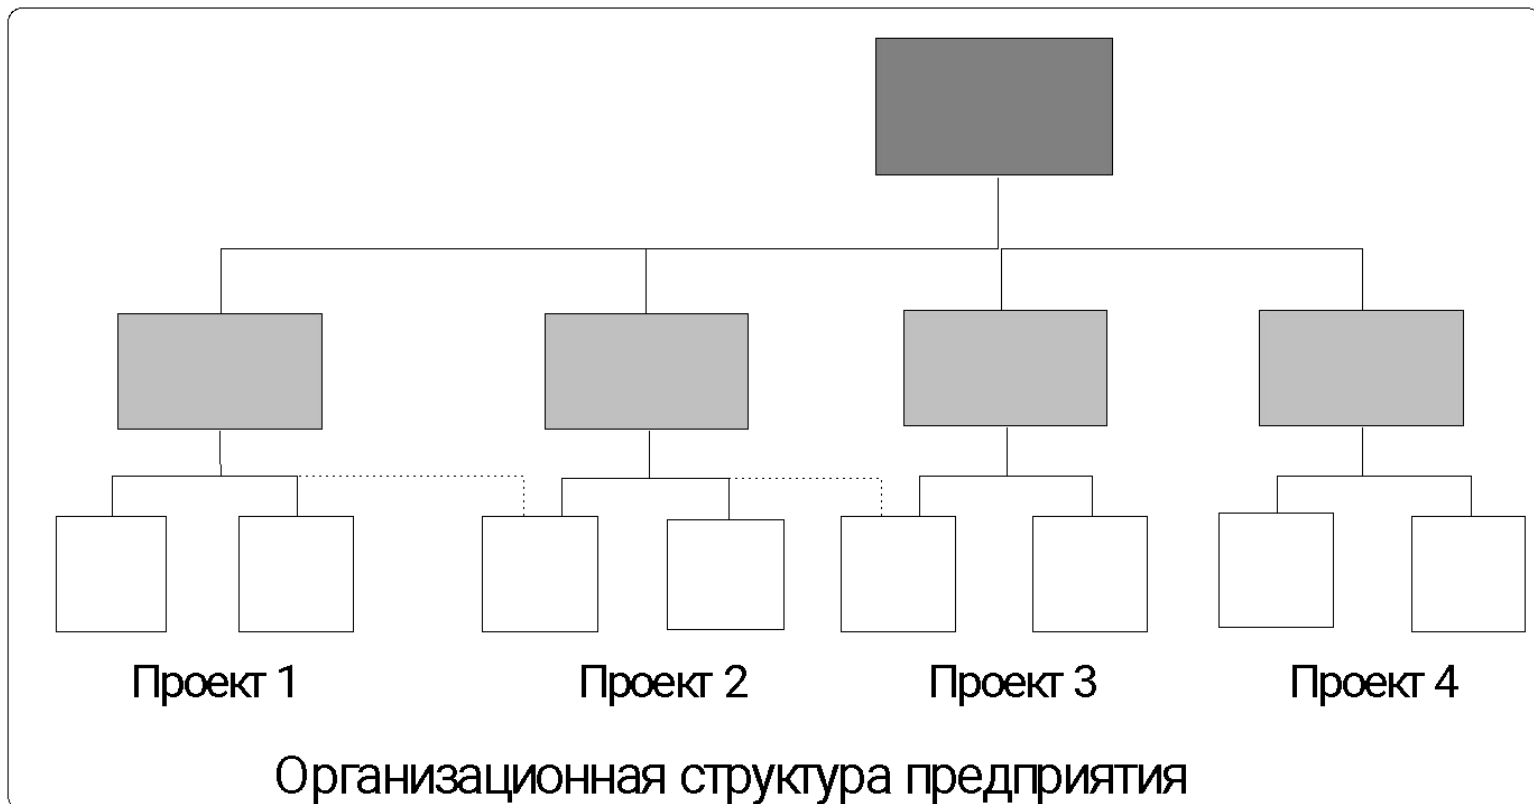 Проект 1 Проект 2 Проект 3 Проект 4
Организационная структура предприятия